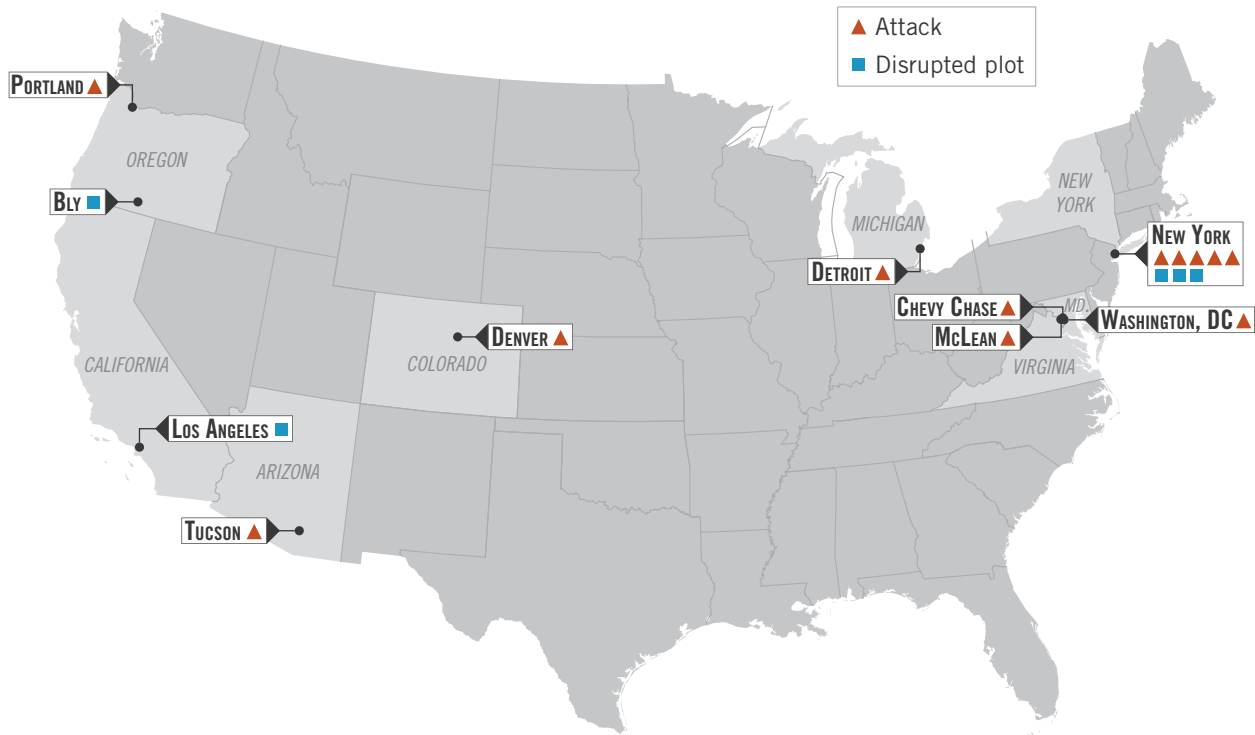 Attack
Disrupted plot
Portland
OREGON
Bly
NEW
YORK
MICHIGAN
New York
Detroit
Chevy Chase
MD.
Washington, DC
McLean
Denver
COLORADO
VIRGINIA
CALIFORNIA
Los Angeles
ARIZONA
Tucson